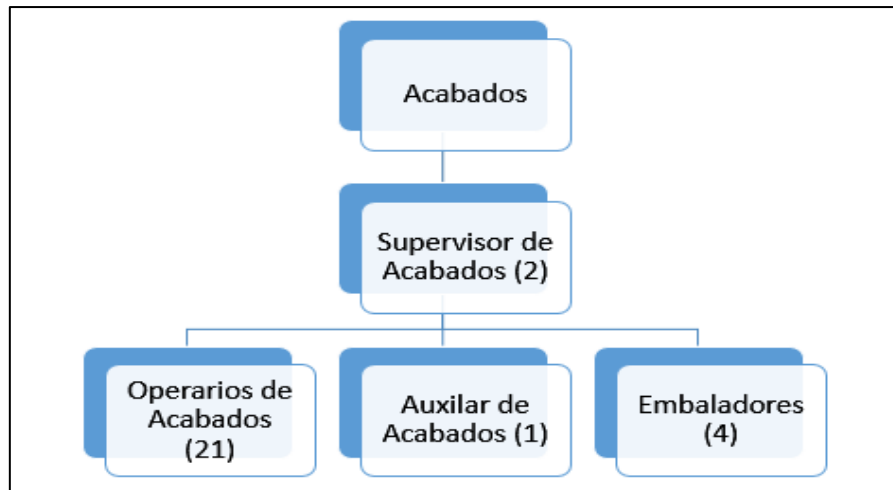 Acabados
Supervisor de
Acabados (2)
Operarios de
Acabados
(21)
Auxilar de
Acabados (1)
Embaladores
(4)